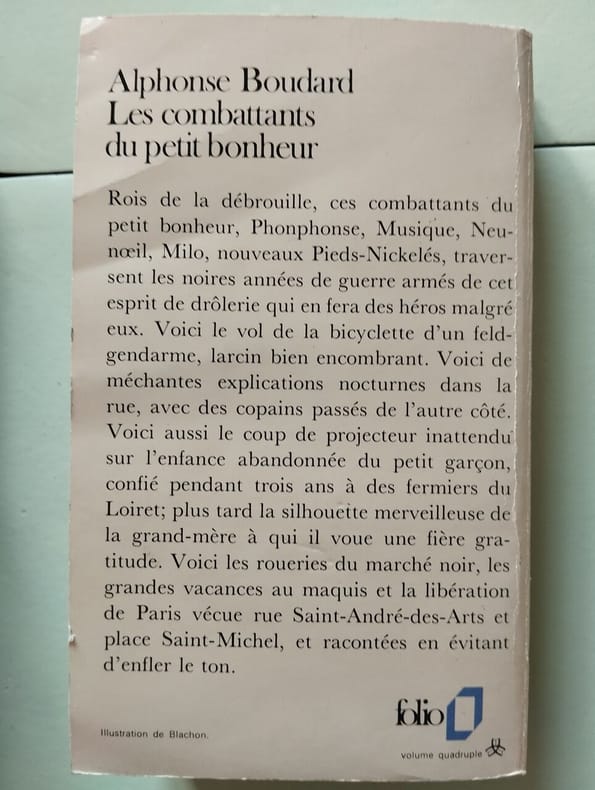 Alphonse Boudard
Les combattants
du petit bonheur
Rois de la débrouille, ces combattants du
petit bonheur, Phonphonse, Musique, Neu-
nœil, Milo, nouveaux Pieds-Nickelés, traver-
sent les noires années de guerre armés de cet
esprit de drôlerie qui en fera des héros malgré
eux. Voici le vol de la bicyclette d'un feld-
gendarme, larcin bien encombrant. Voici de
méchantes explications nocturnes dans la
rue, avec des copains passés de l'autre côté.
Voici aussi le coup de projecteur inattendu
sur l'enfance abandonnée du petit garçon,
confié pendant trois ans à des fermiers du
Loiret; plus tard la silhouette merveilleuse de
la grand-mère à qui il voue une fière gra-
titude. Voici les roueries du marché noir, les
grandes vacances au maquis et la libération
de Paris vécue rue Saint-André-des-Arts et
place Saint-Michel, et racontées en évitant
d'enfler le ton.
folio
Illustration de Blachon.
volume quadruple